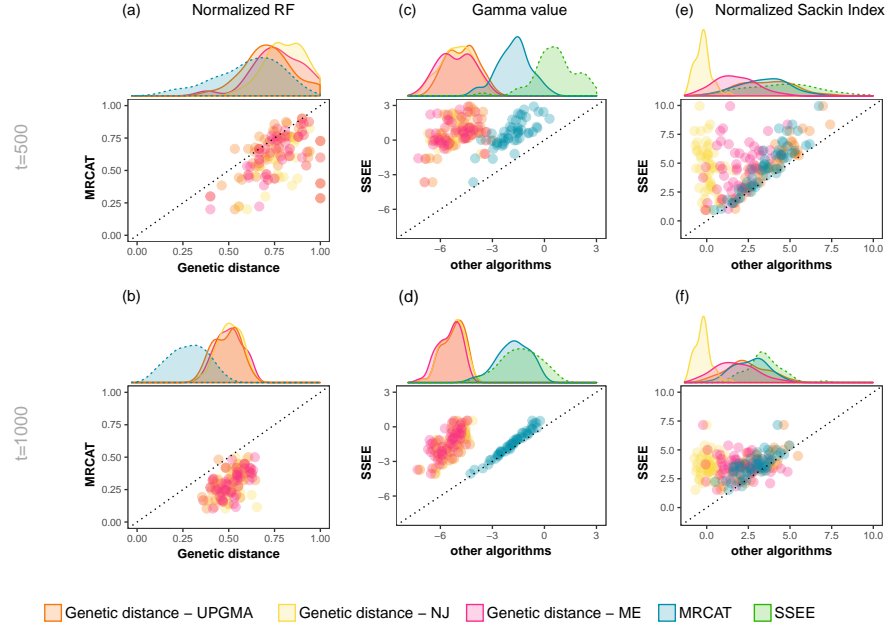 (a) Normalized RF
(c) Gamma value
(e) Normalized Sackin Index
t=500
MRCAT
1.00
0.75
0.50
0.25
0.00
0.00 0.25 0.50 0.75 1.00
Genetic distance
SSEE
3
0
−3
−6
−6 −3 0 3
other algorithms
SSEE
10.0
7.5
5.0
2.5
0.0
0.0 2.5 5.0 7.5 10.0
other algorithms
(b)
(d)
(f)
t=1000
MRCAT
1.00
0.75
0.50
0.25
0.00
0.00 0.25 0.50 0.75 1.00
Genetic distance
SSEE
3
0
−3
−6
−6 −3 0 3
other algorithms
SSEE
10.0
7.5
5.0
2.5
0.0
0.0 2.5 5.0 7.5 10.0
other algorithms
Genetic distance − UPGMA Genetic distance − NJ Genetic distance − ME MRCAT SSEE